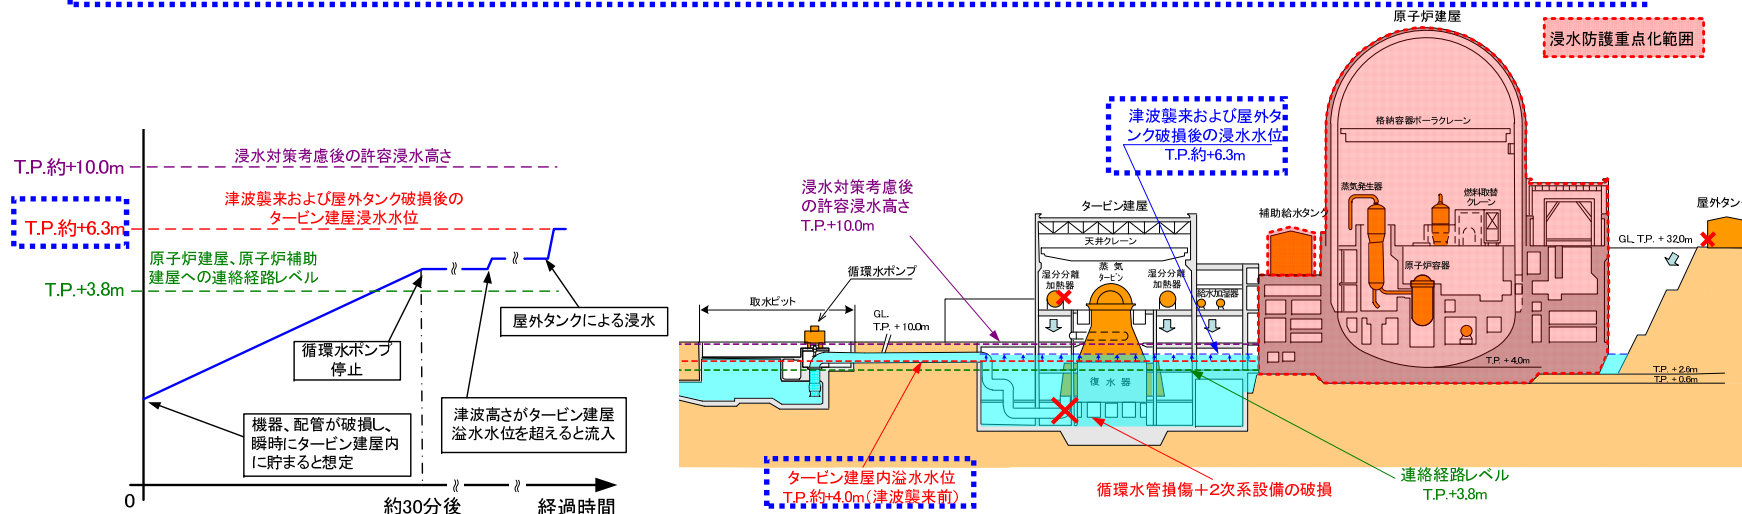 T.P.約+10.0m
浸水対策考慮後の許容浸水高さ
津波襲来および屋外タンク破損後の
タービン建屋浸水水位
T.P.約+6.3m
原子炉建屋、原子炉補助
建屋への連絡経路レベル
T.P.+3.8m
屋外タンクによる浸水
循環水ポンプ
停止
津波高さがタービン建屋
溢水水位を超えると流入
機器、配管が破損し、
瞬時にタービン建屋内
に貯まると想定
0
約30分後
経過時間
原子炉建屋
浸水防護重点化範囲
津波襲来および屋外タ
ンク破損後の浸水水位
T.P.約+6.3m
格納容器ポーラクレーン
浸水対策考慮後
の許容浸水高さ
T.P.+10.0m
タービン建屋
天井クレーン
蒸気発生器
燃料取替
クレーン
補助給水タンク
屋外タン
GL. T.P. + 32.0m
循環水ポンプ
湿分分離
加熱器
蒸 気
タービン
湿分分離
加熱器
給水加湿器
原子炉容器
取水ピット
GL.
T.P. + 10.0m
復 水 器
T.P. + 4.0m
T.P. + 2.6m
T.P. + 0.6m
タービン建屋内溢水水位
T.P.約+4.0m(津波襲来前)
循環水管損傷+2次系設備の破損
連絡経路レベル
T.P.+3.8m